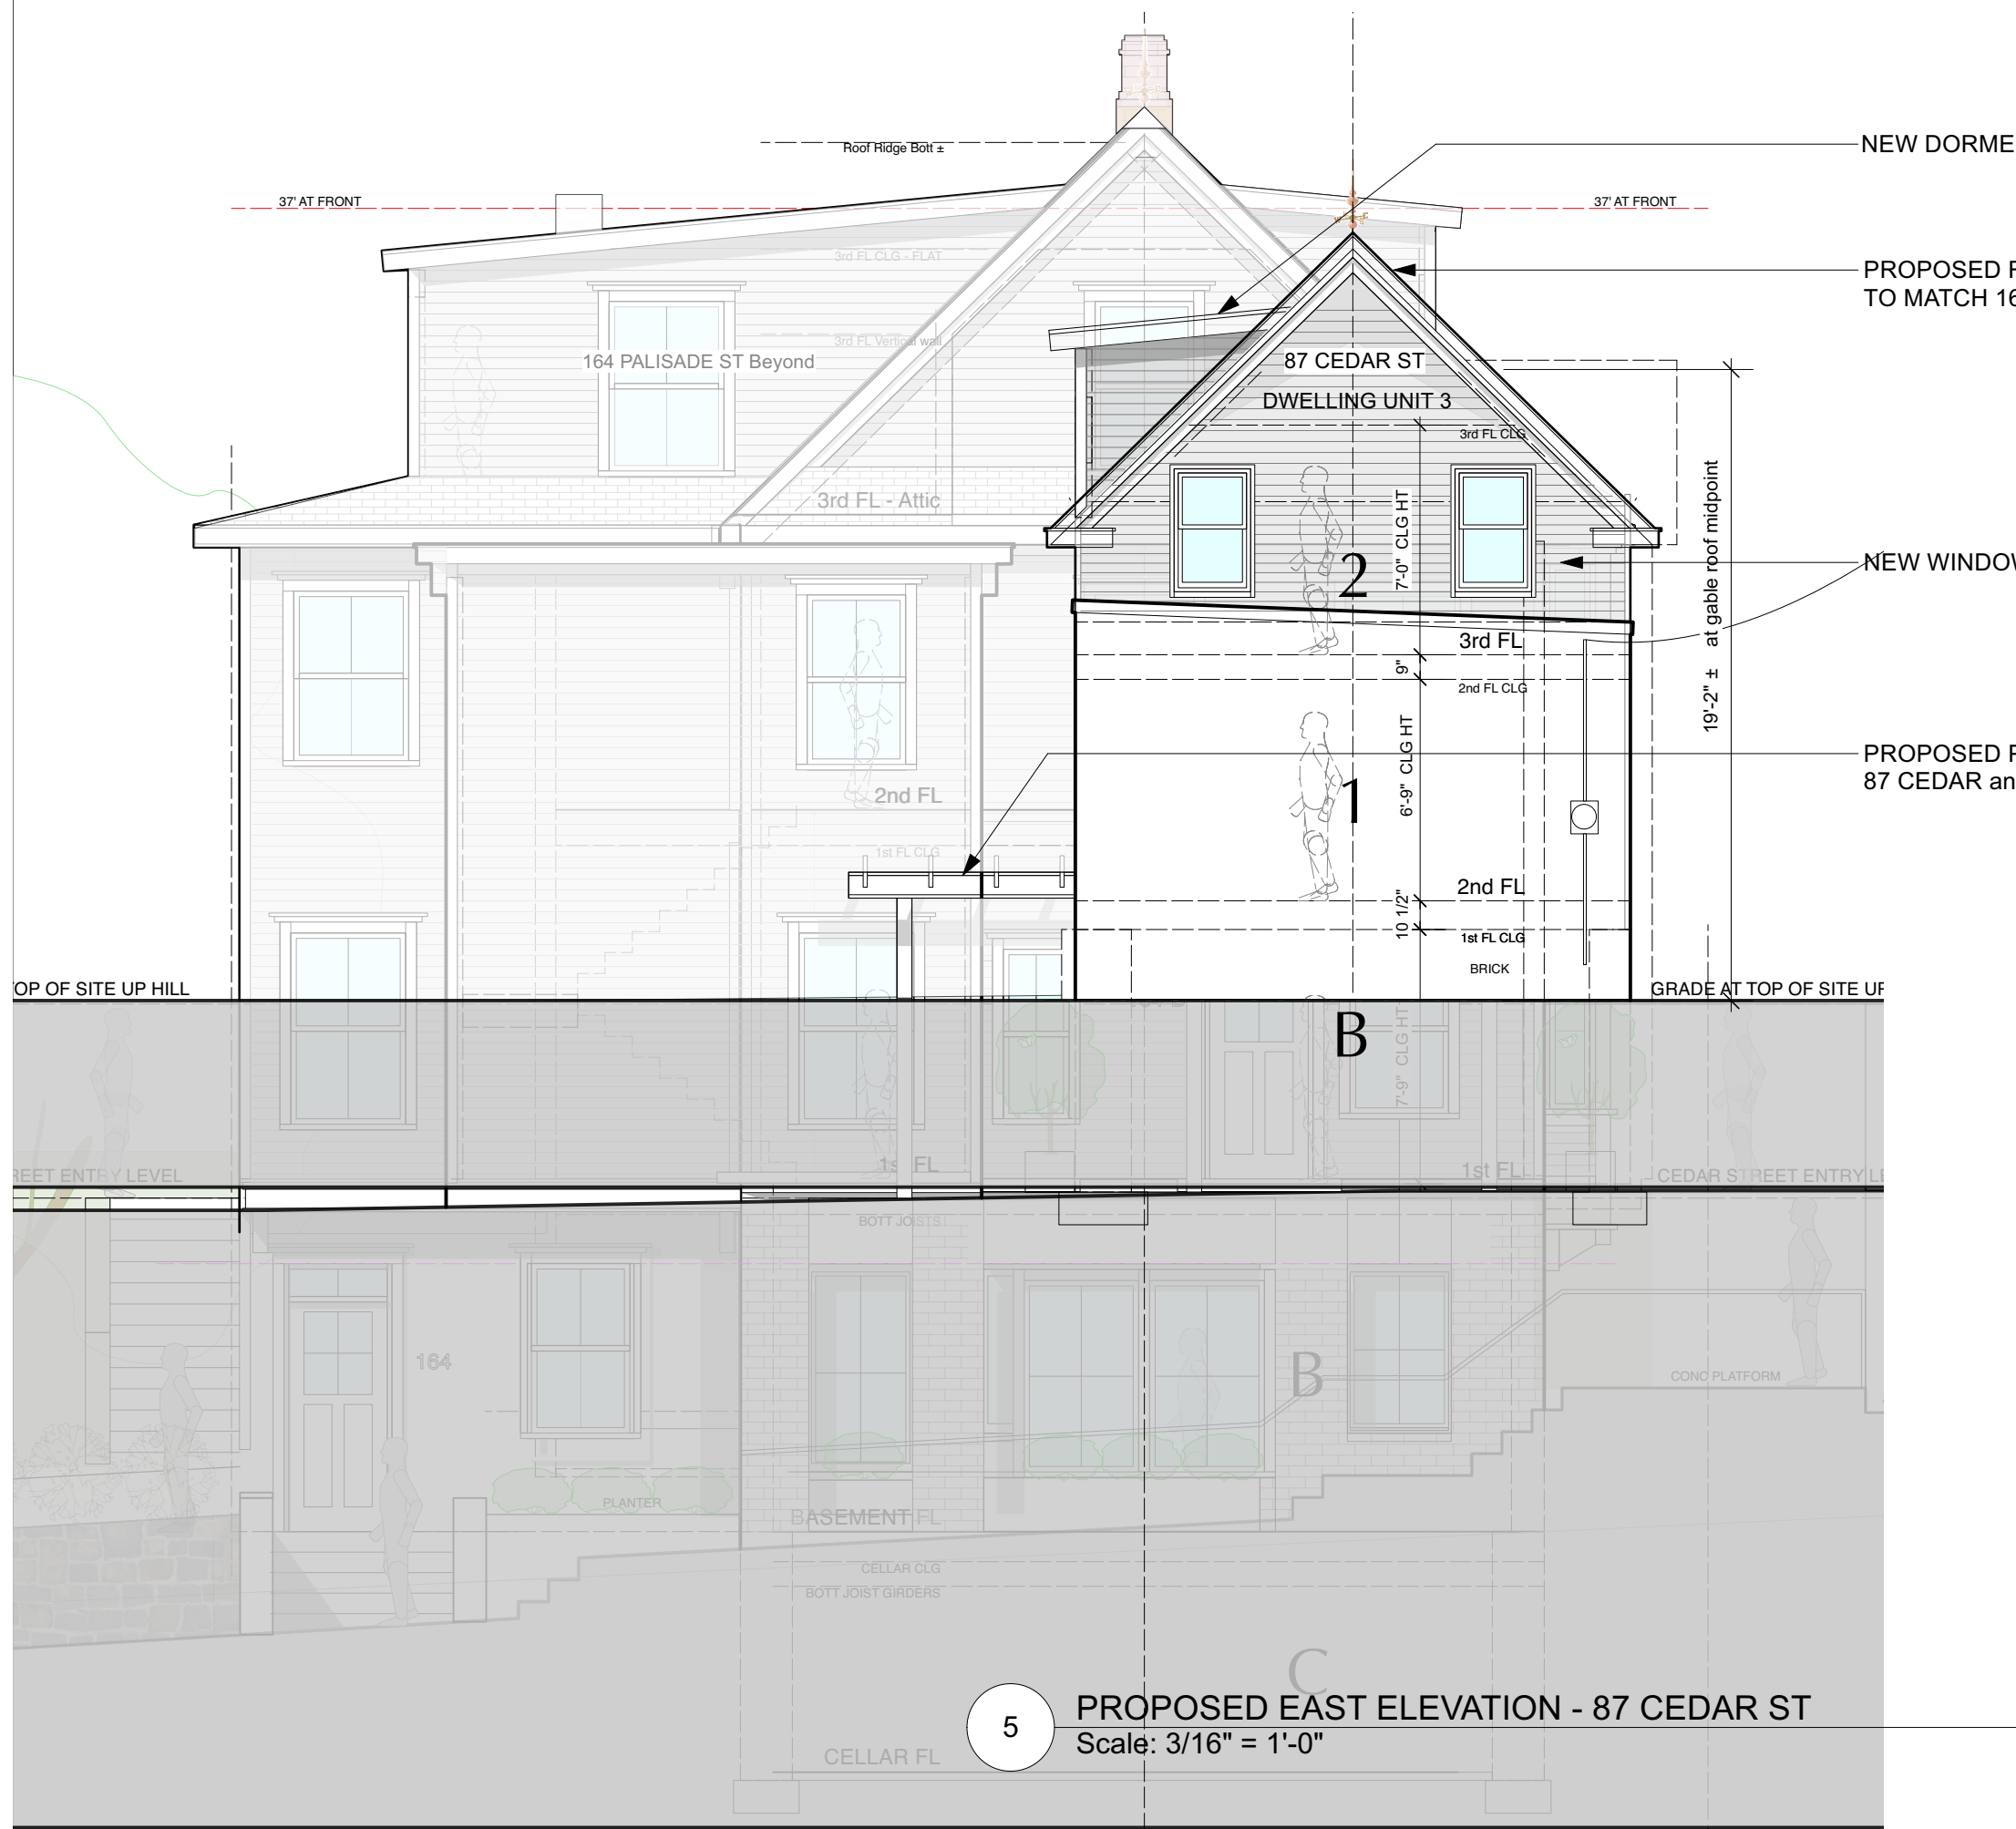 NEW DORME
Roof Ridge Bott ±
37' AT FRONT
37' AT FRONT
3rd FL CLG - FLAT
PROPOSED
TO MATCH 16
3rd FL Vertical wall
164 PALISADE ST Beyond
87 CEDAR ST
DWELLING UNIT 3
3rd FL CLG
3rd FL - Attic
7'-0" CLG HT
19'-2" ± at gable roof midpoint
2
NEW WINDOW
3rd FL
9"
2nd FL CLG
PROPOSED
87 CEDAR an
6'-9" CLG HT
1
2nd FL
1st FL CLG
2nd FL
10 1/2"
1st FL CLG
BRICK
OP OF SITE UP HILL
GRADE AT TOP OF SITE UP
B
7'-9" CLG HT
1st FL
1st FL
REET ENTRY LEVEL
CEDAR STREET ENTRY LE
BOTT JOISTS
164
B
CONC PLATFORM
PLANTER
BASEMENT FL
CELLAR CLG
BOTT JOIST GIRDERS
C
5
PROPOSED EAST ELEVATION - 87 CEDAR ST
Scale: 3/16" = 1'-0"
CELLAR FL